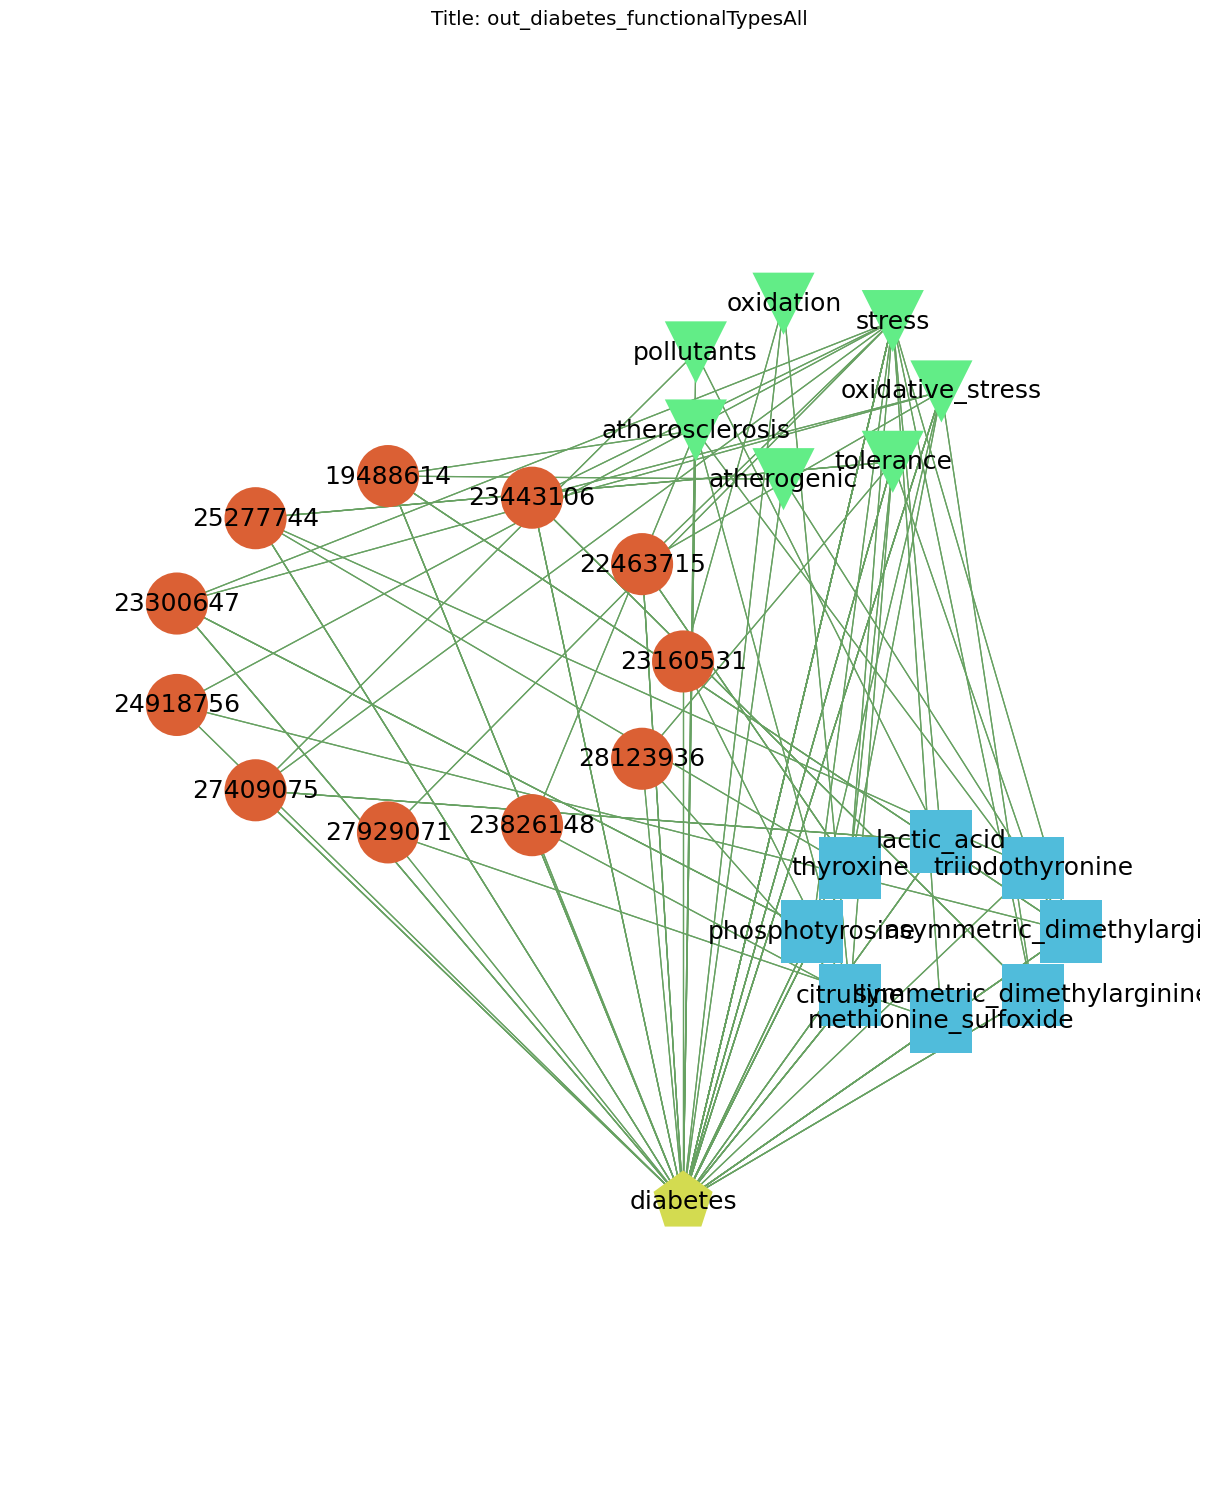 Title: out_diabetes_functionalTypesAll
oxidation
stress
pollutants
oxidative_stress
atherosclerosis
tolerance
atherogenic
19488614
23443106
25277744
22463715
23300647
23160531
24918756
28123936
27409075
23826148
27929071
lactic_acid
thyroxine
triiodothyronine
phosphotyrosine
asymmetric_dimethylargi
citrulline
symmetric_dimethylarginine
methionine_sulfoxide
diabetes